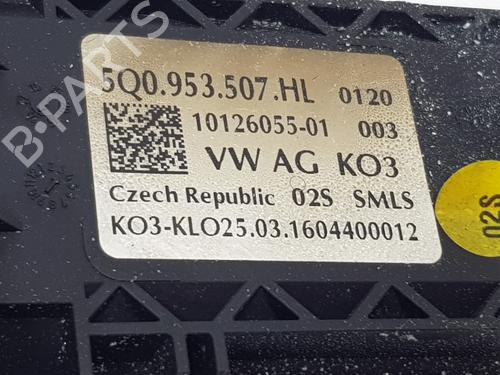 B-PARTS
5Q0.953.507.HL 0120
10126055-01 003
VW AG KO3
Czech Republic 02S SMLS
KO3-KLO25.03.1604400012
02S